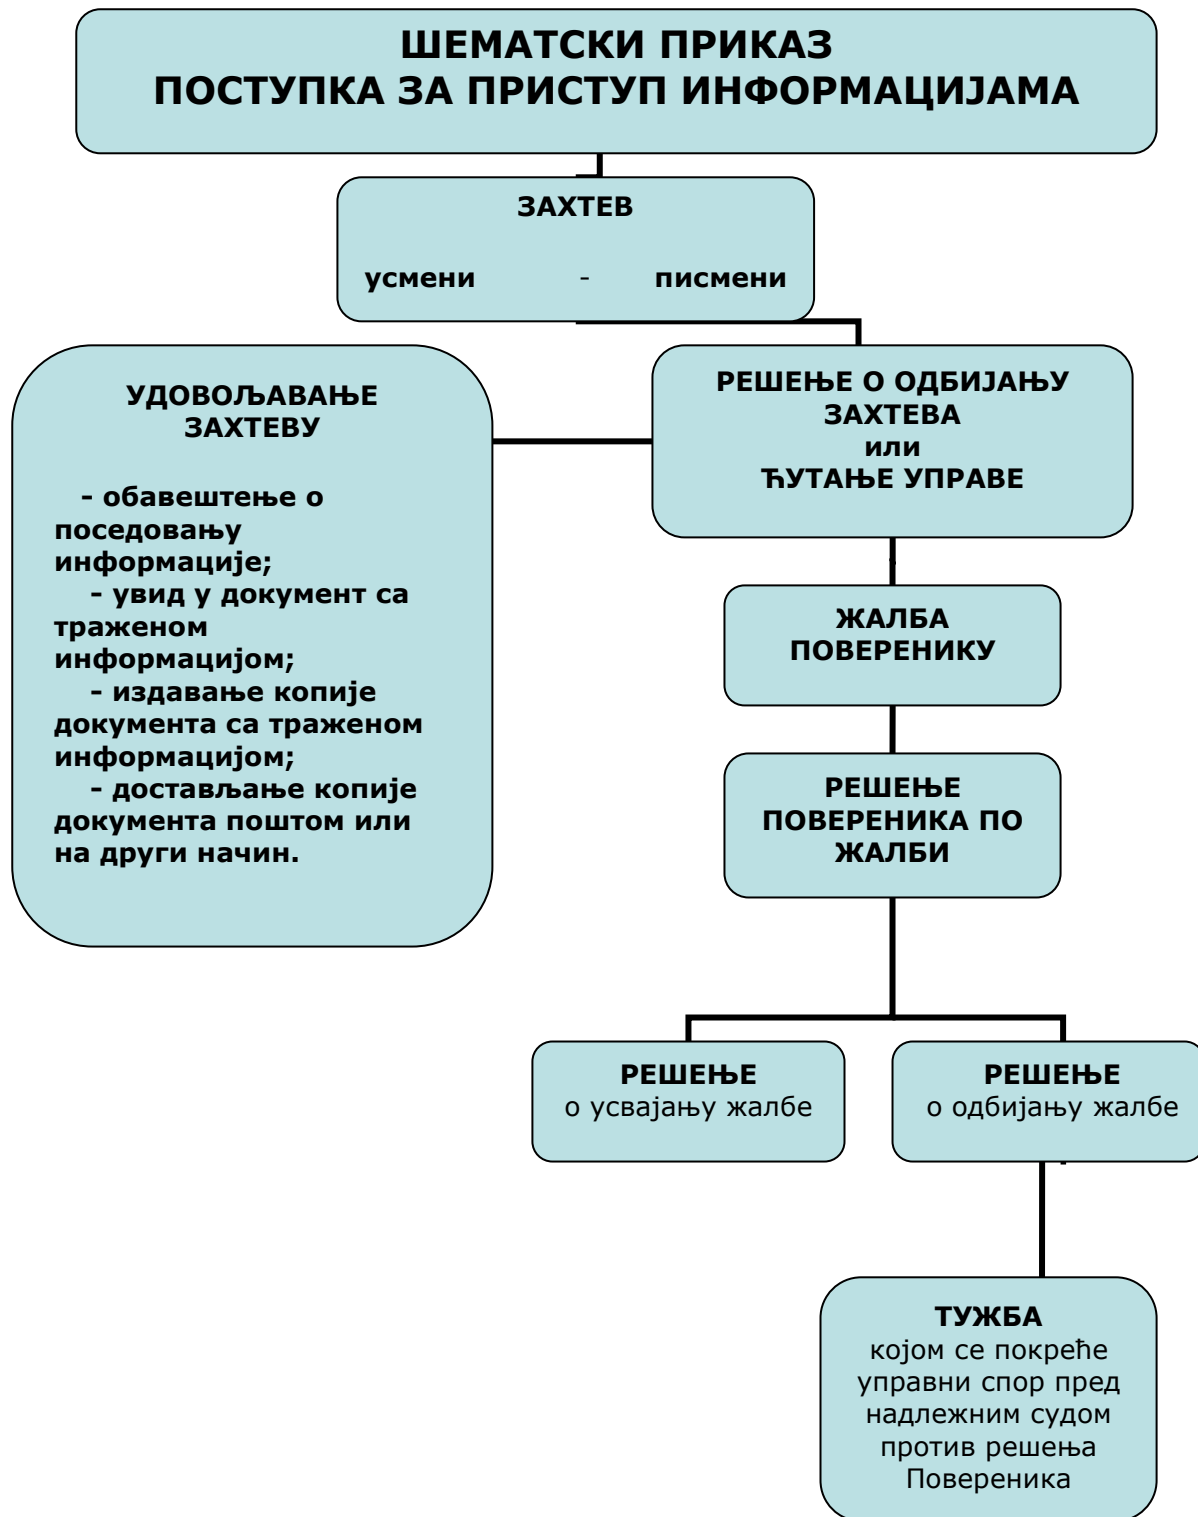 ШЕМАТСКИ ПРИКАЗ
ПОСТУПКА ЗА ПРИСТУП ИНФОРМАЦИЈАМА
ЗАХТЕВ
усмени - писмени
УДОВОЉАВАЊЕ
ЗАХТЕВУ
- обавештење о
поседовању
информације;
- увид у документ са
траженом
информацијом;
- издавање копије
документа са траженом
информацијом;
- достављање копије
документа поштом или
на други начин.
РЕШЕЊЕ О ОДБИЈАЊУ
ЗАХТЕВА
или
ЋУТАЊЕ УПРАВЕ
ЖАЛБА
ПОВЕРЕНИКУ
РЕШЕЊЕ
ПОВЕРЕНИКА ПО
ЖАЛБИ
РЕШЕЊЕ
о усвајању жалбе
РЕШЕЊЕ
о одбијању жалбе
ТУЖБА
којом се покреће
управни спор пред
надлежним судом
против решења
Повереника